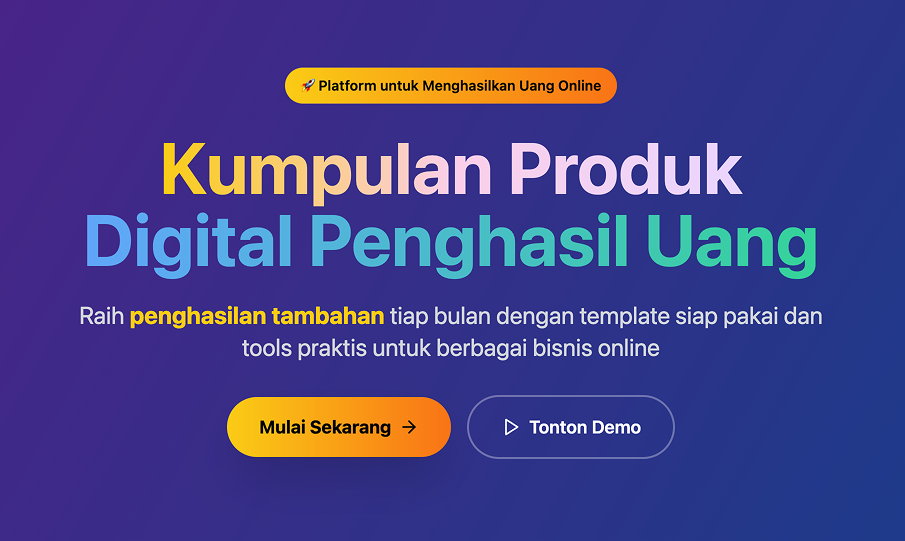 🚀 Platform untuk Menghasilkan Uang Online
Kumpulan Produk
Digital Penghasil Uang
Raih penghasilan tambahan tiap bulan dengan template siap pakai dan
tools praktis untuk berbagai bisnis online
Mulai Sekarang →
Tonton Demo